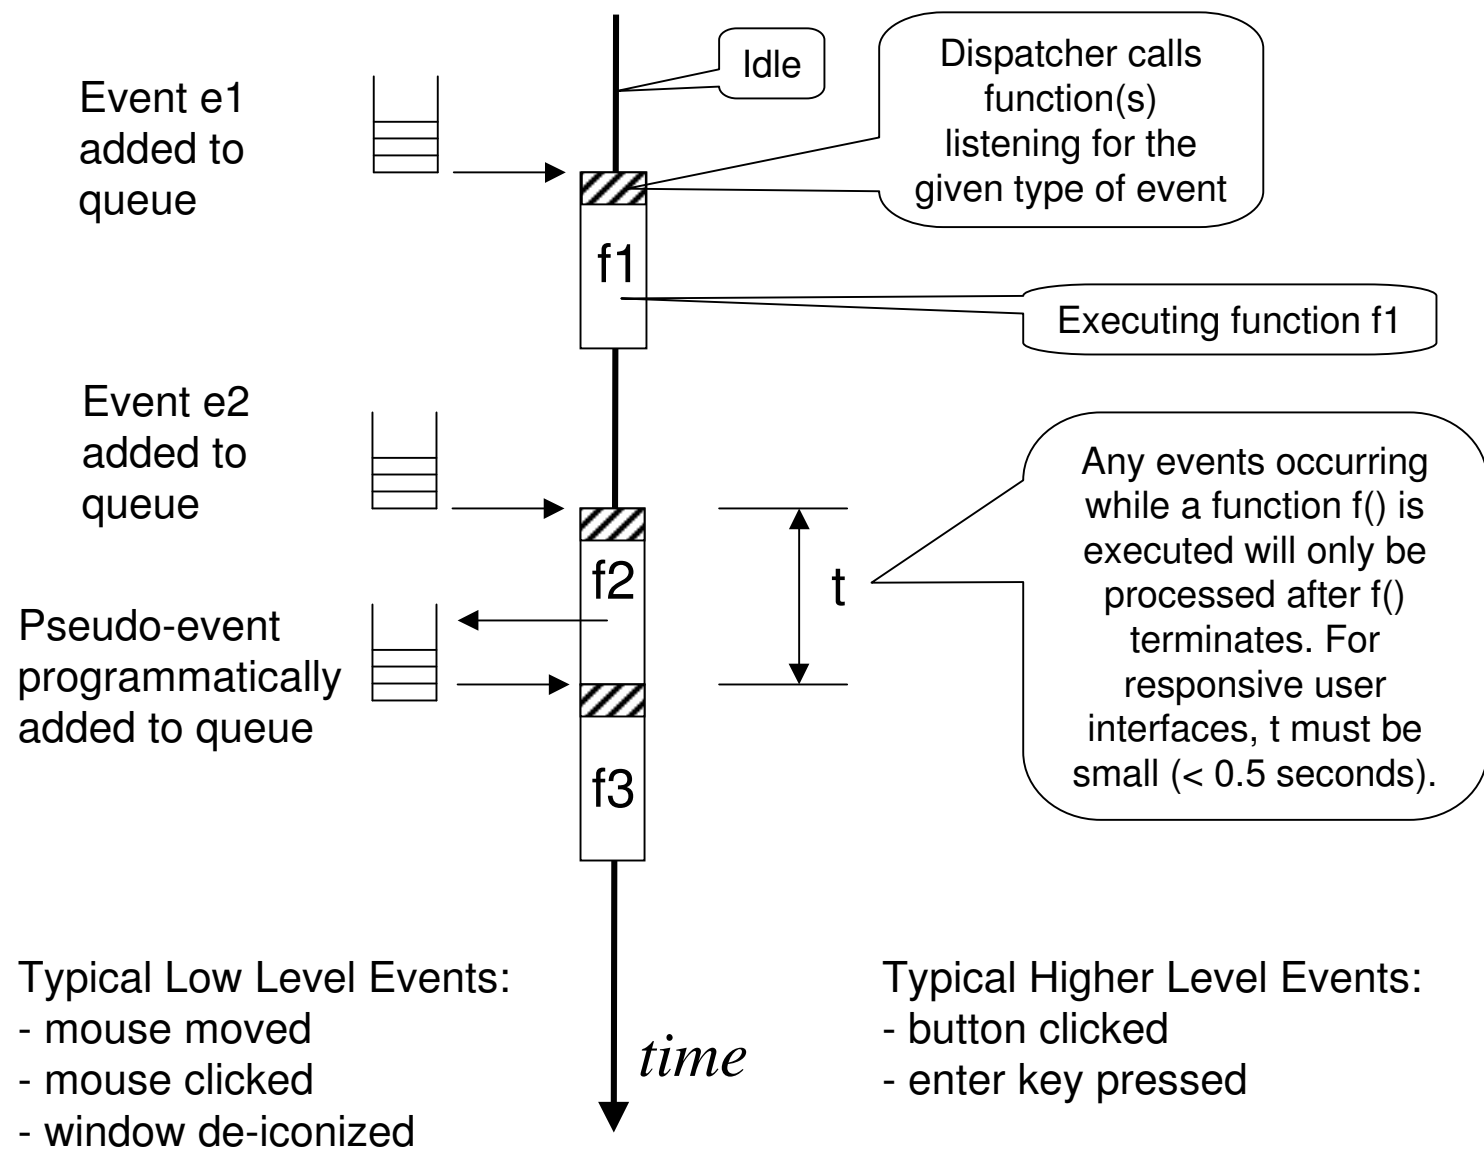 Idle
Dispatcher calls
function(s)
listening for the
given type of event
Event e1
added to
queue
f1
Executing function f1
Event e2
added to
queue
f2
t
Any events occurring
while a function f() is
executed will only be
processed after f()
terminates. For
responsive user
interfaces, t must be
small (< 0.5 seconds).
Pseudo-event
programmatically
added to queue
f3
Typical Low Level Events:
- mouse moved
- mouse clicked
- window de-iconized
time
Typical Higher Level Events:
- button clicked
- enter key pressed